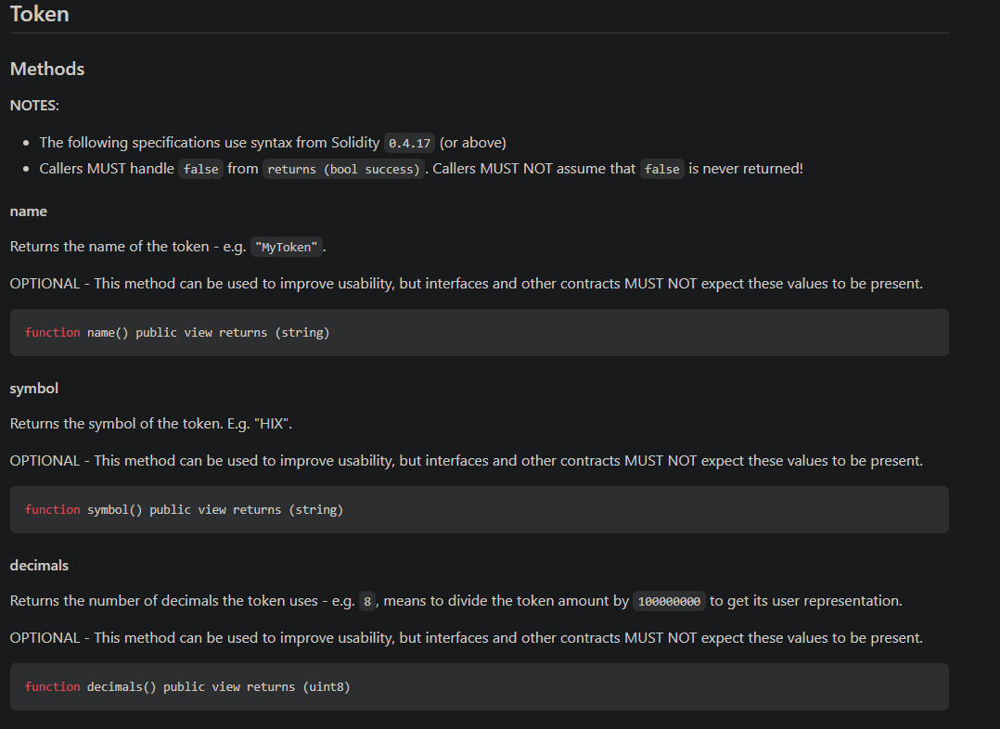 Token
Methods
NOTES:
• The following specifications use syntax from Solidity 0.4.17 (or above)
• Callers MUST handle false from returns (bool success). Callers MUST NOT assume that false is never returned!
name
Returns the name of the token - e.g. "MyToken".
OPTIONAL - This method can be used to improve usability, but interfaces and other contracts MUST NOT expect these values to be present.
function name() public view returns (string)
symbol
Returns the symbol of the token. E.g. "HIX".
OPTIONAL - This method can be used to improve usability, but interfaces and other contracts MUST NOT expect these values to be present.
function symbol() public view returns (string)
decimals
Returns the number of decimals the token uses - e.g. 8, means to divide the token amount by 100000000 to get its user representation.
OPTIONAL - This method can be used to improve usability, but interfaces and other contracts MUST NOT expect these values to be present.
function decimals() public view returns (uint8)